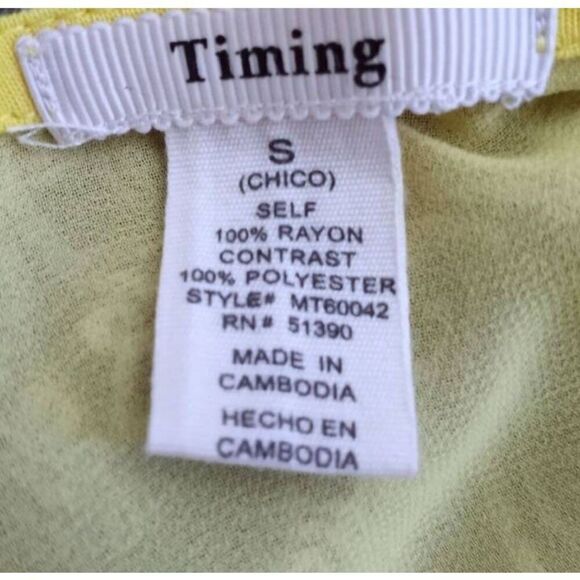 Timing
S
(CHICO)
SELF
100% RAYON
CONTRAST
100% POLYESTER
STYLE# MT60042
RN# 51390
MADE IN
CAMBODIA
HECHO EN
CAMBODIA